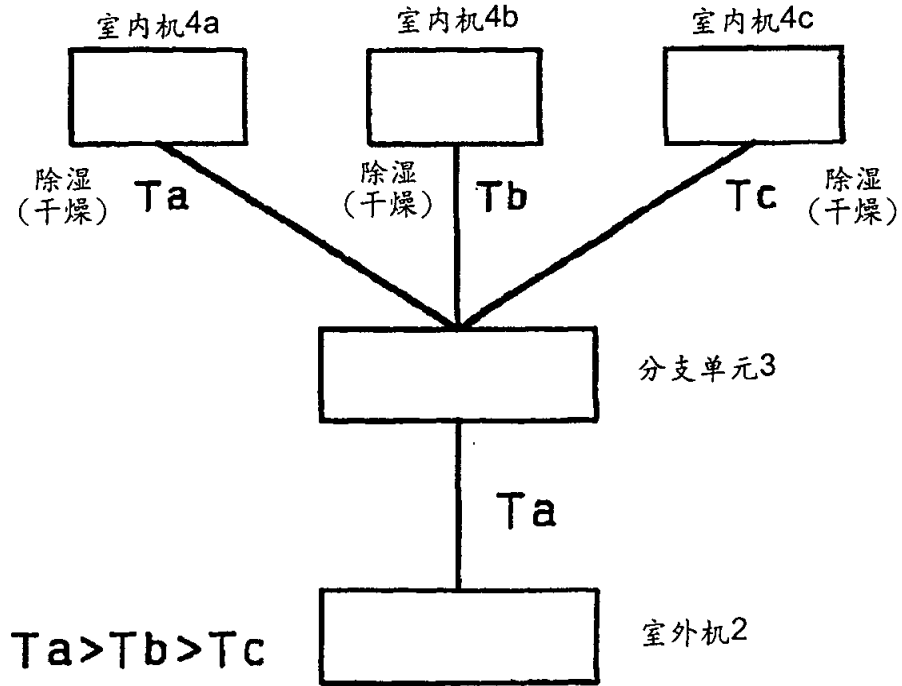 室内机4a
室内机4b
室内机4c
除湿
(干燥)
Ta
除湿
(干燥)
Tb
Tc
除湿
(干燥)
分支单元3
Ta
室外机2
Ta>Tb>Tc